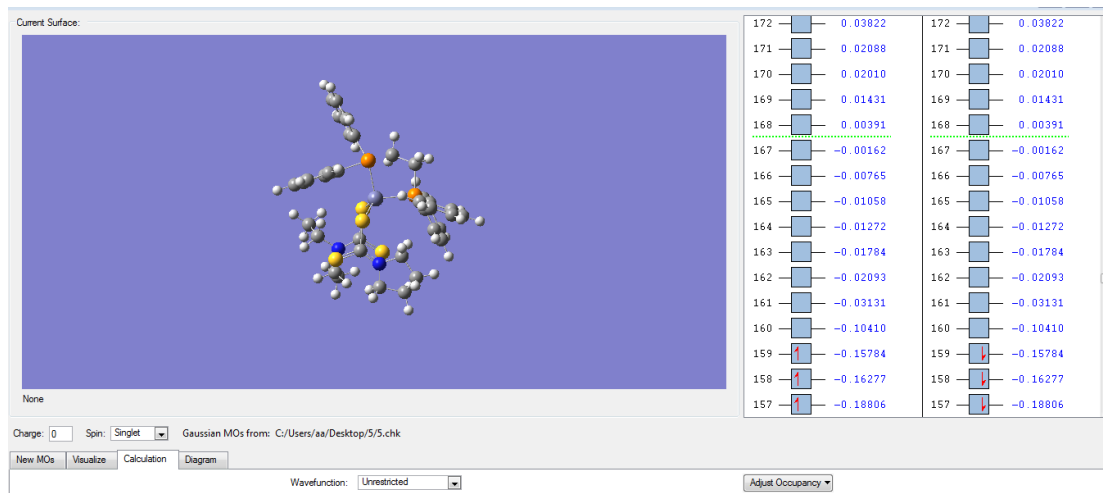 Current Surface:
172 0.03822 172 0.03822
171 0.02088 171 0.02088
170 0.02010 170 0.02010
169 0.01431 169 0.01431
168 0.00391 168 0.00391
167 -0.00162 167 -0.00162
166 -0.00765 166 -0.00765
165 -0.01058 165 -0.01058
164 -0.01272 164 -0.01272
163 -0.01784 163 -0.01784
162 -0.02093 162 -0.02093
161 -0.03131 161 -0.03131
160 -0.10410 160 -0.10410
159 -0.15784 159 -0.15784
158 -0.16277 158 -0.16277
157 -0.18806 157 -0.18806
None
Charge: 0 Spin: Singlet Gaussian MOs from: C:/Users/aa/Desktop/5/5.chk
New MOs Visualize Calculation Diagram
Wavefunction: Unrestricted Adjust Occupancy